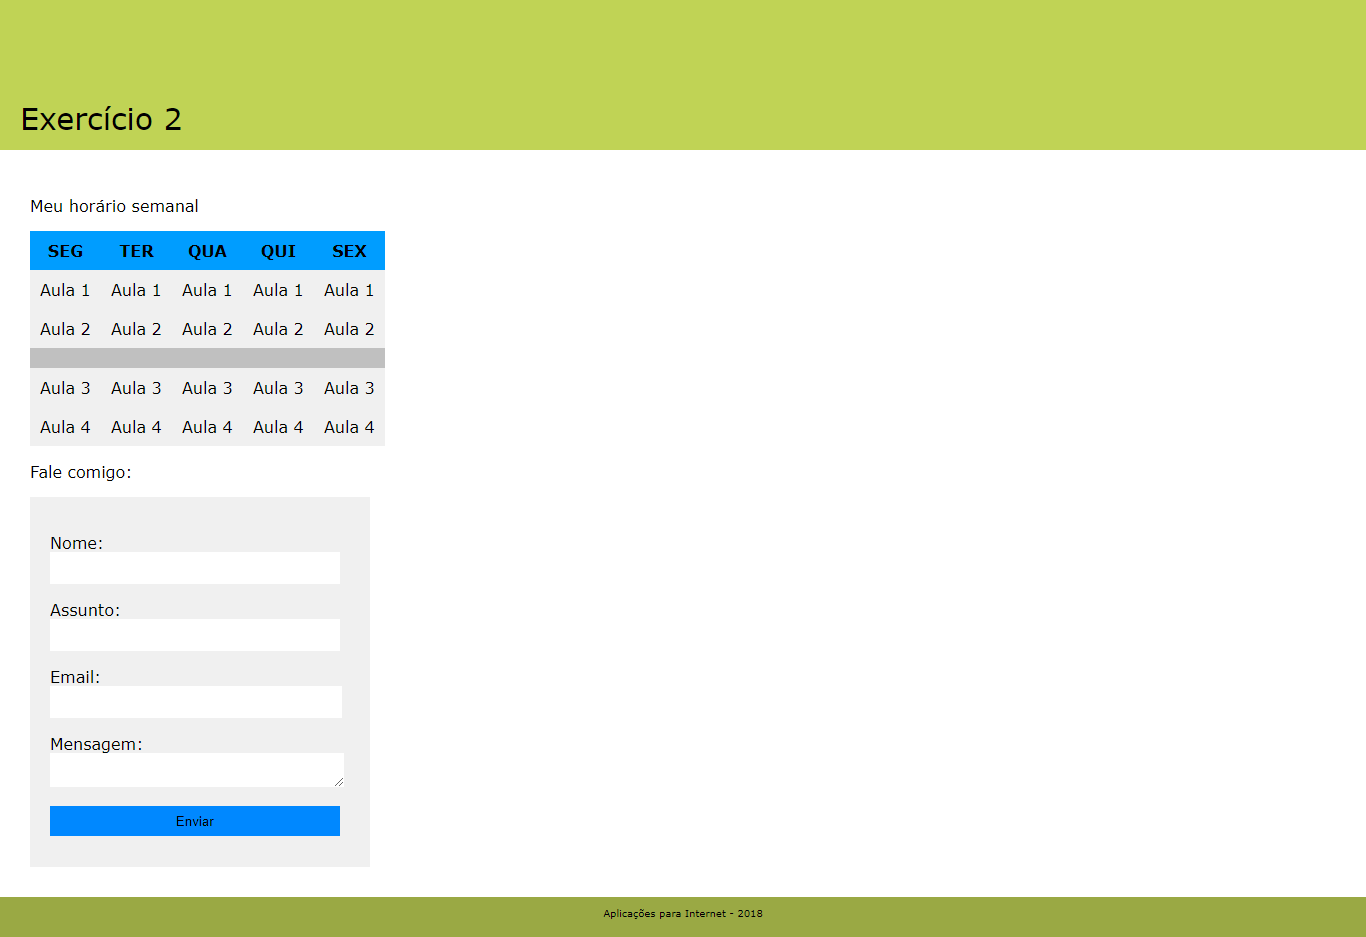 Exercício 2
Meu horário semanal
SEG TER QUA QUI SEX
Aula 1 Aula 1 Aula 1 Aula 1 Aula 1
Aula 2 Aula 2 Aula 2 Aula 2 Aula 2
Aula 3 Aula 3 Aula 3 Aula 3 Aula 3
Aula 4 Aula 4 Aula 4 Aula 4 Aula 4
Fale comigo:
Nome:
Assunto:
Email:
Mensagem:
Enviar
Aplicações para Internet - 2018